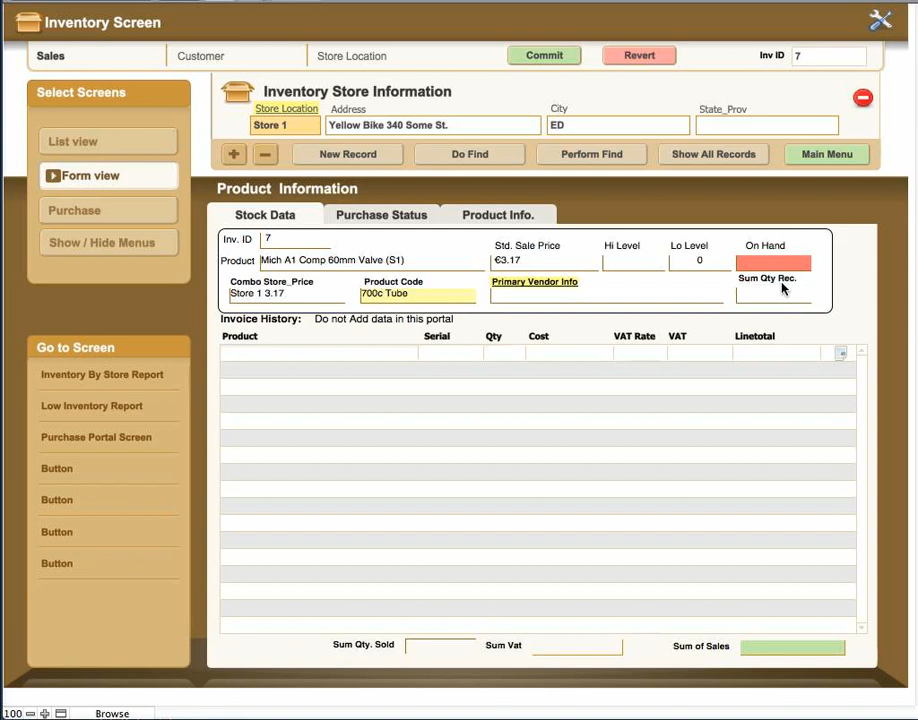 Inventory Screen
Sales
Customer
Store Location
Commit
Revert
Inv ID 7
Select Screens
List view
Form view
Purchase
Show / Hide Menus
Inventory Store Information
Store Location Address City State_Prov
Store 1 Yellow Bike 340 Some St. ED
New Record Do Find Perform Find Show All Records Main Menu
Product Information
Stock Data Purchase Status Product Info.
Inv. ID 7
Std. Sale Price Hi Level Lo Level On Hand
Product Mich A1 Comp 60mm Valve (S1) €3.17 0
Combo Store_Price Product Code Primary Vendor Info Sum Qty Rec.
Store 1 3.17 700c Tube
Invoice History: Do not Add data in this portal
Product Serial Qty Cost VAT Rate VAT Linetotal
Go to Screen
Inventory By Store Report
Low Inventory Report
Purchase Portal Screen
Button
Button
Button
Button
Sum Qty. Sold Sum Vat Sum of Sales
100 Browse